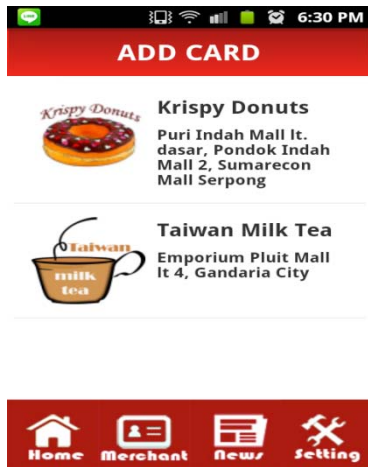 LINE
6:30 PM
ADD CARD
Krispy Donuts
Krispy Donuts
Puri Indah Mall lt.
dasar, Pondok Indah
Mall 2, Sumarecon
Mall Serpong
Taiwan
milk
tea
Taiwan Milk Tea
Emporium Pluit Mall
lt 4, Gandaria City
Home
Merchant
News
Setting